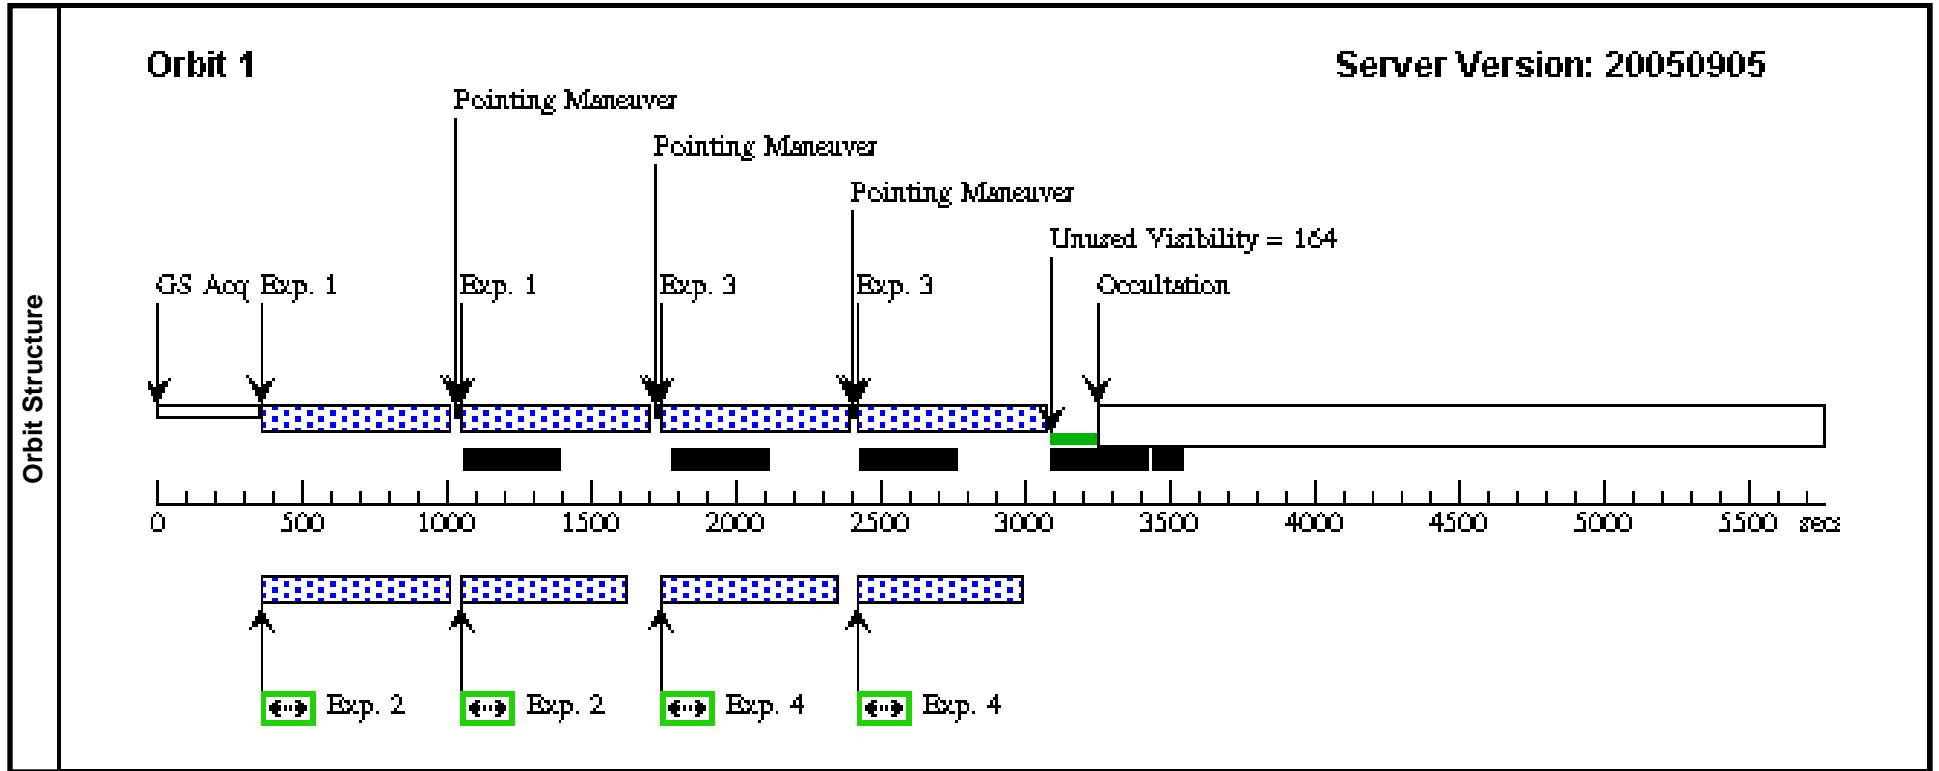 Orbit Structure
Orbit 1
Server Version: 20050905
Pointing Maneuver
Pointing Maneuver
Pointing Maneuver
Unused Visibility = 164
GS Acq Exp. 1 Exp. 1 Exp. 3 Exp. 3 Occultation
0 500 1000 1500 2000 2500 3000 3500 4000 4500 5000 5500 secs
Exp. 2 Exp. 2 Exp. 4 Exp. 4